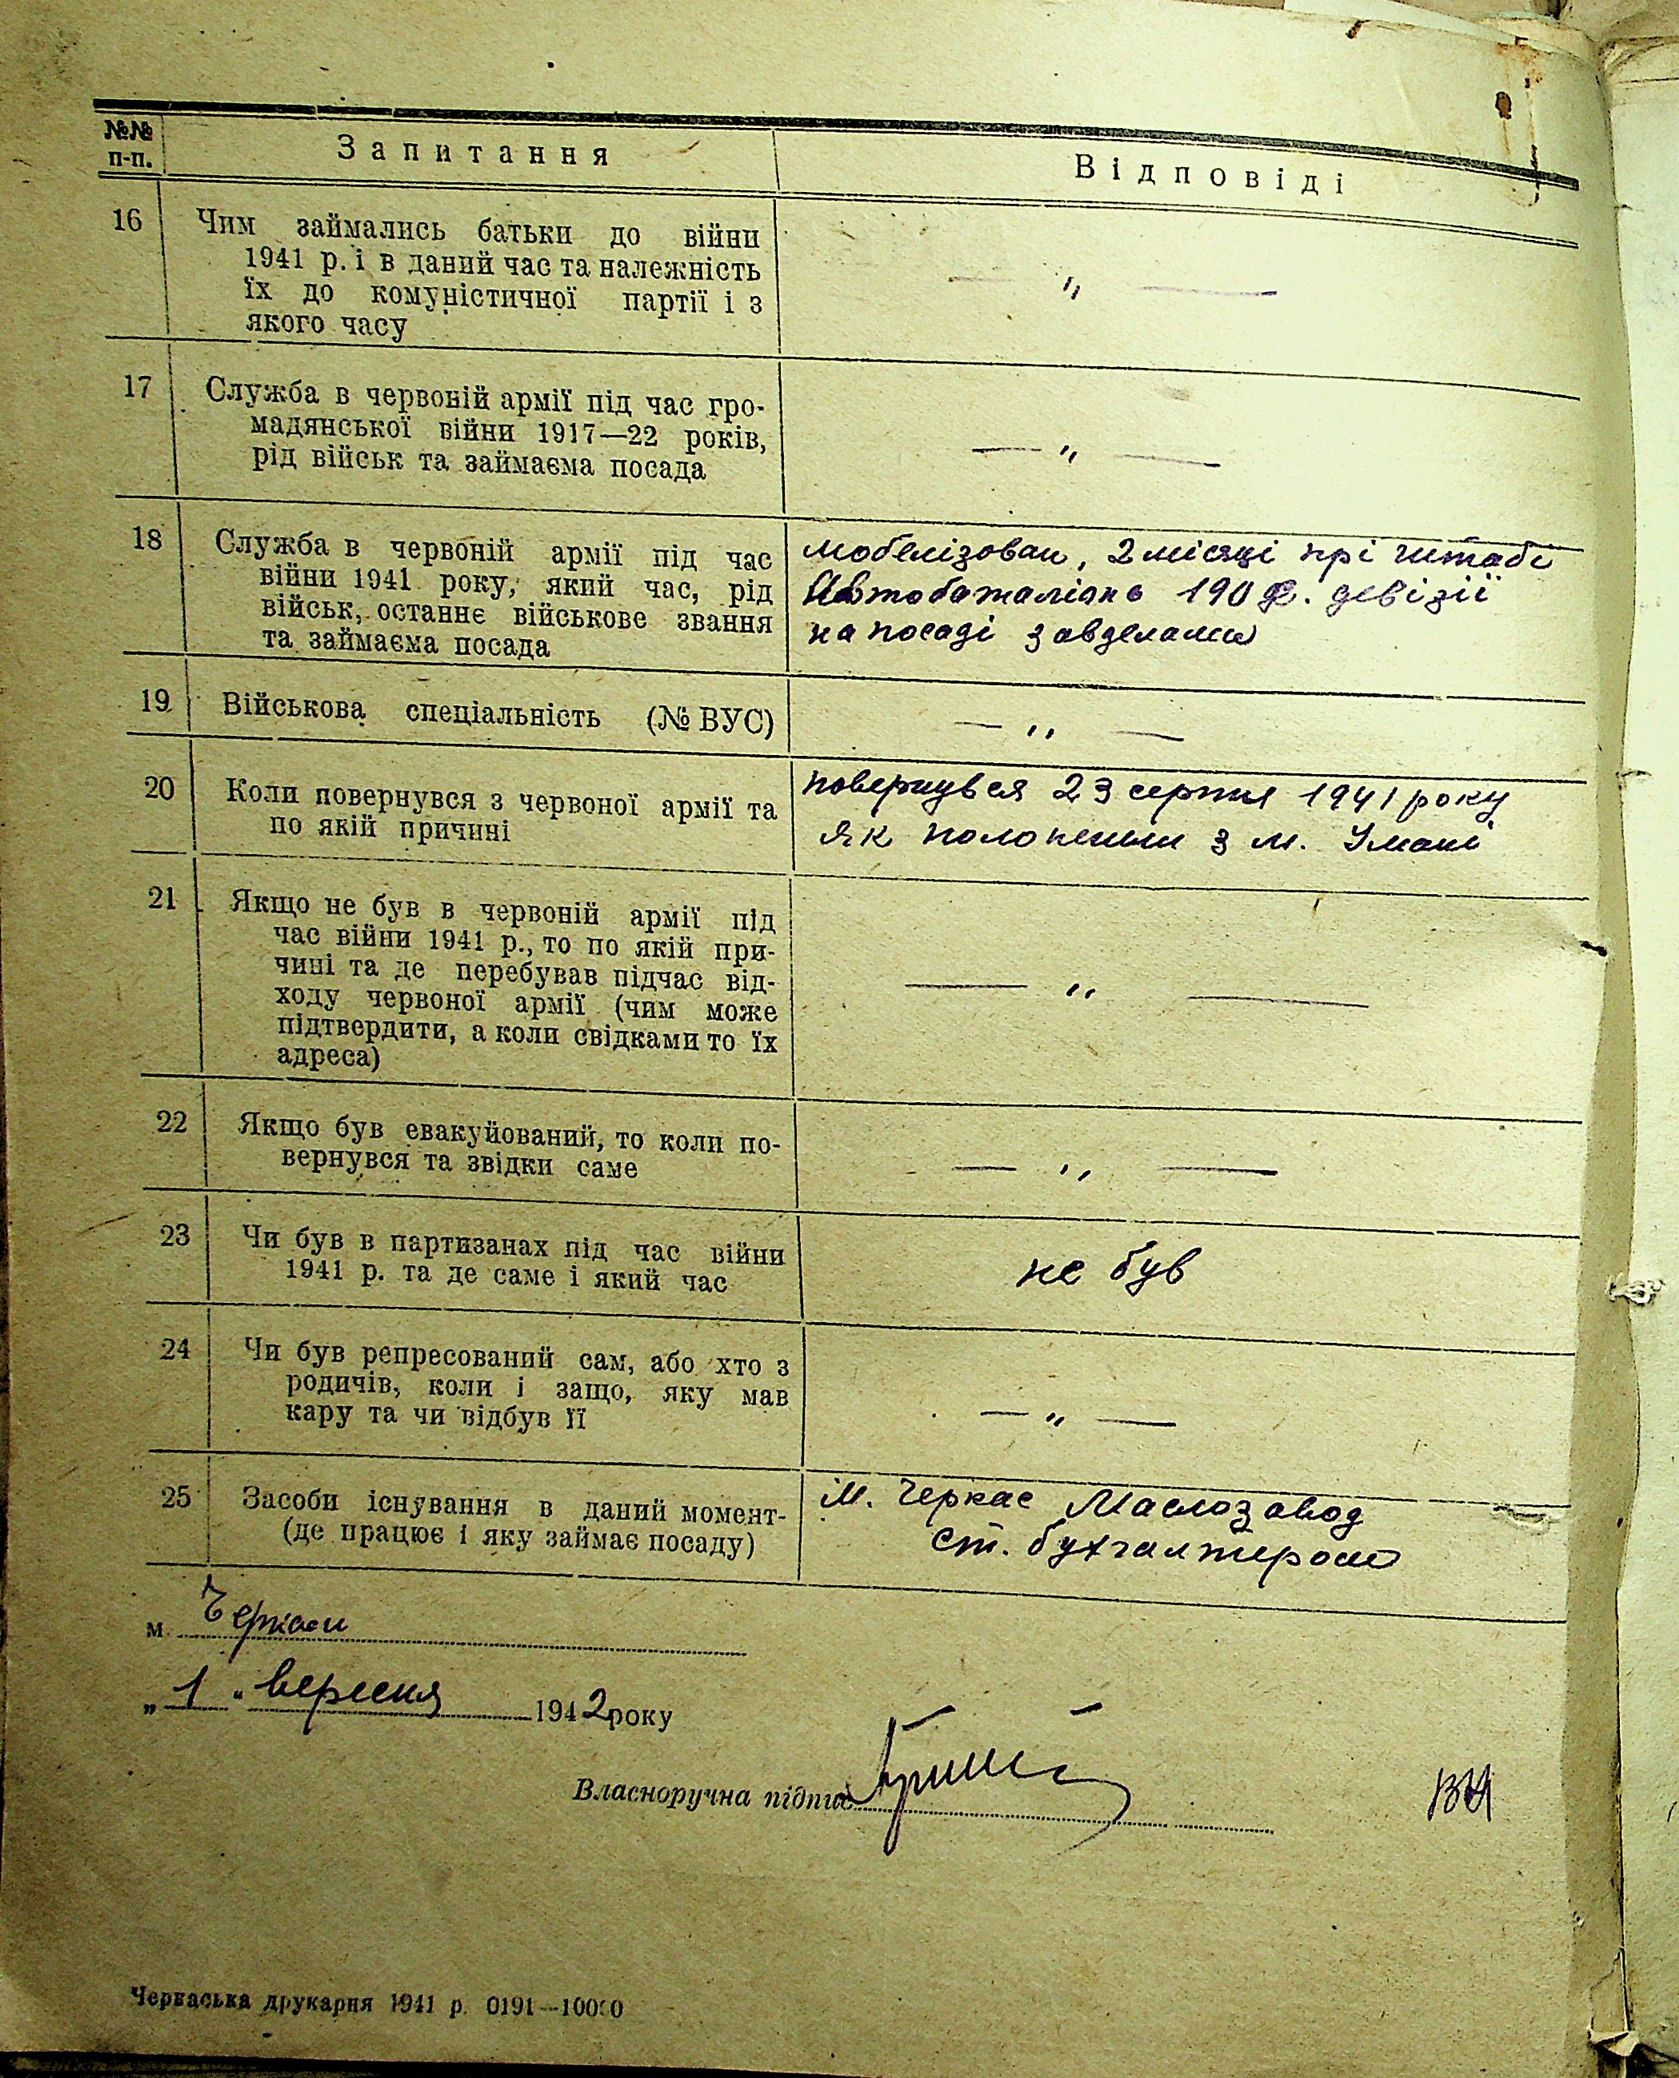 №№ п-п. Запитання Відповіді
16 Чим займались батьки до війни
1941 р. і в даний час та належність
їх до комуністичної партії і з
якого часу
— „ —
17 Служба в червоній армії під час гро-
мадянської війни 1917—22 років,
рід військ та займаєма посада
— „ —
18 Служба в червоній армії під час
війни 1941 року, який час, рід
військ, останнє військове звання
та займаєма посада
мобелізован, 2 місяці прі штабі
Автобаталіона 190 девізії
на посаді завделами
19 Військова спеціальність (№ ВУС)
— „ —
20 Коли повернувся з червоної армії та
по якій причині
повернувся 23 серпня 1941 року
як полонений з м. Умані
21 Якщо не був в червоній армії під
час війни 1941 р., то по якій при-
чині та де перебував підчас від-
ходу червоної армії (чим може
підтвердити, а коли свідками то їх
адреса)
— „ —
22 Якщо був евакуйований, то коли по-
вернувся та звідки саме
— „ —
23 Чи був в партизанах під час війни
1941 р. та де саме і який час
не був
24 Чи був репресований сам, або хто з
родичів, коли і защо, яку мав
кару та чи відбув її
— „ —
25 Засоби існування в даний момент-
(де працює і яку займає посаду)
м. Черкас Маслозавод
ст. бухгалтером
м. Черкаси
„ 1 " вересня 1942 року
Власноручна підпис
Черкаська друкарня 1941 р. 0191—10000